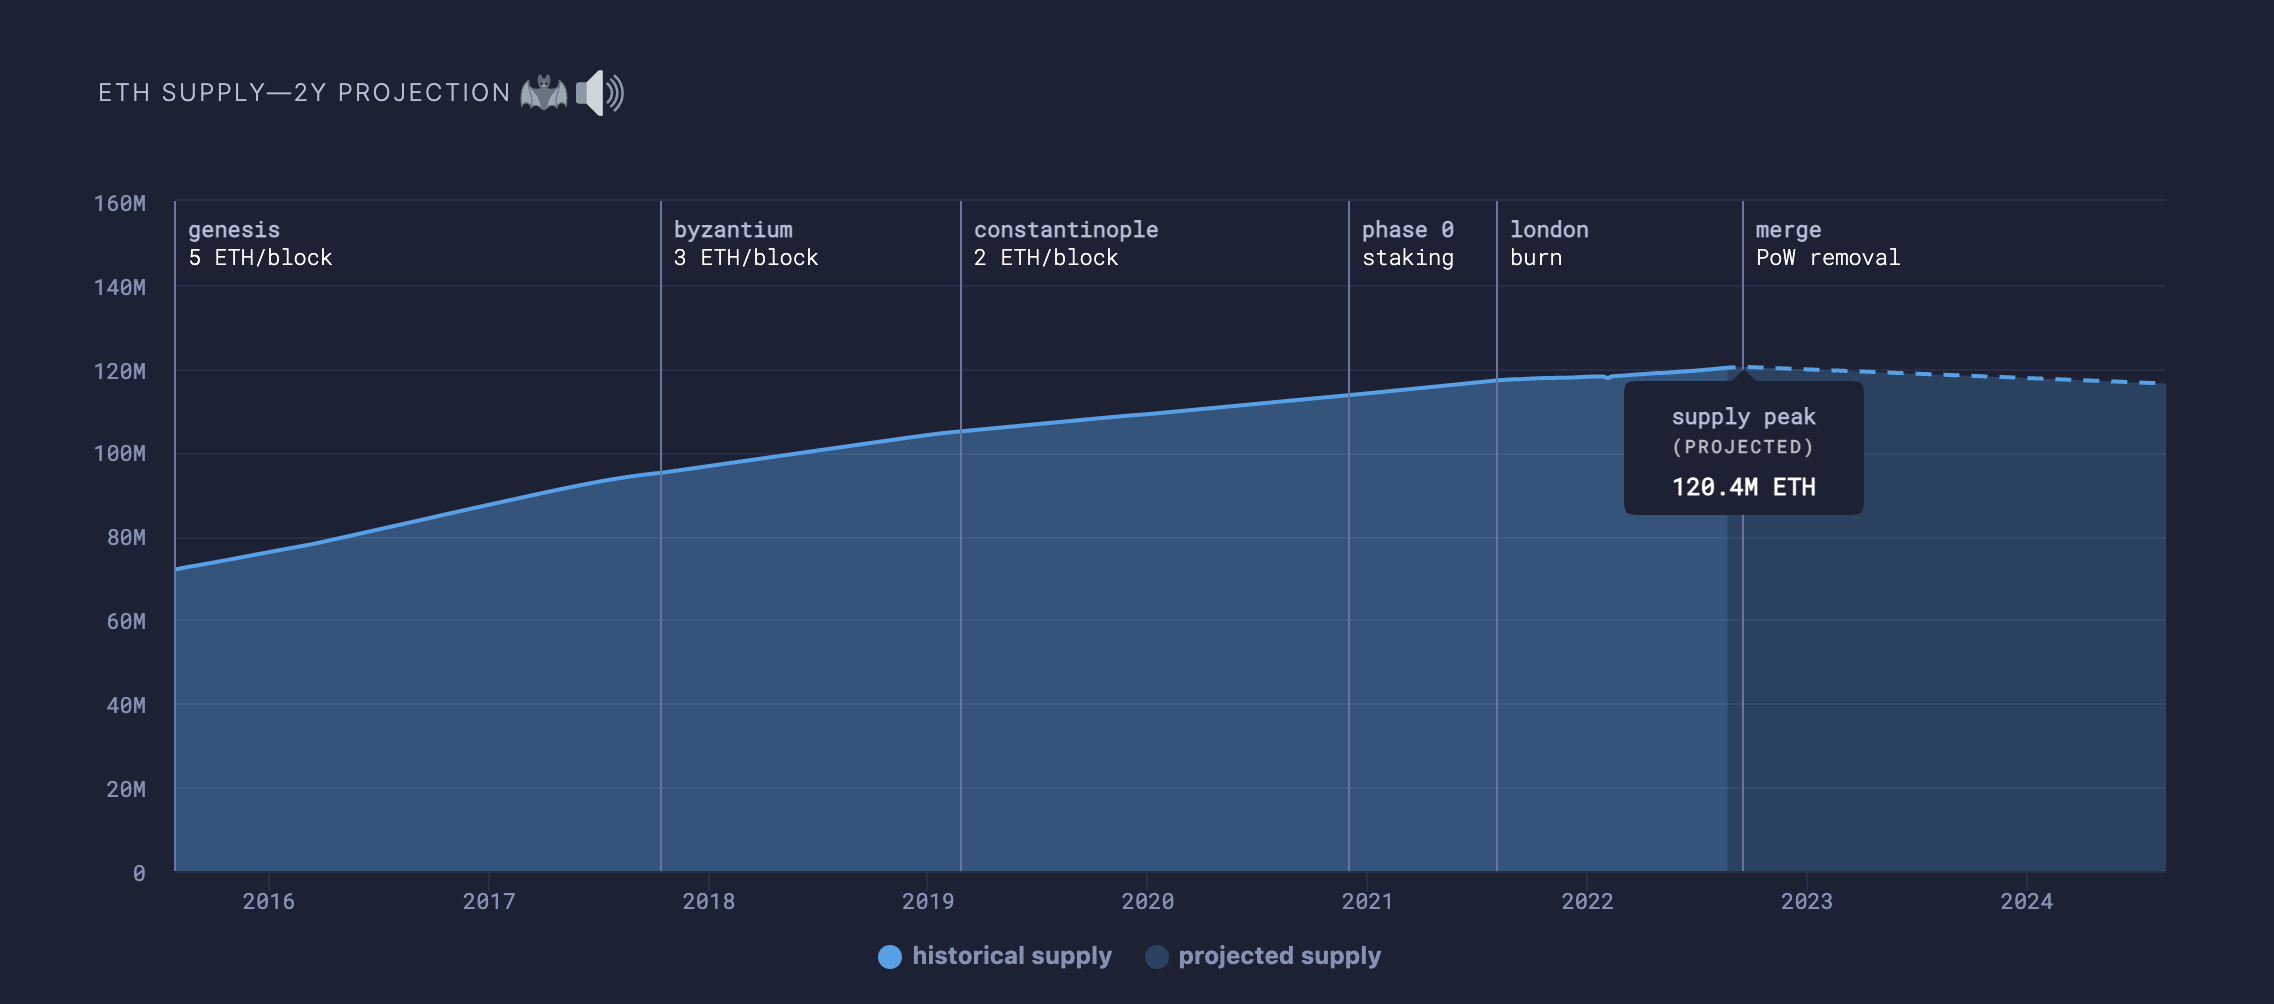 ETH SUPPLY—2Y PROJECTION
160M
140M
120M
100M
80M
60M
40M
20M
0
genesis
5 ETH/block
byzantium
3 ETH/block
constantinople
2 ETH/block
phase 0
staking
london
burn
merge
PoW removal
supply peak
(PROJECTED)
120.4M ETH
2016
2017
2018
2019
2020
2021
2022
2023
2024
historical supply
projected supply